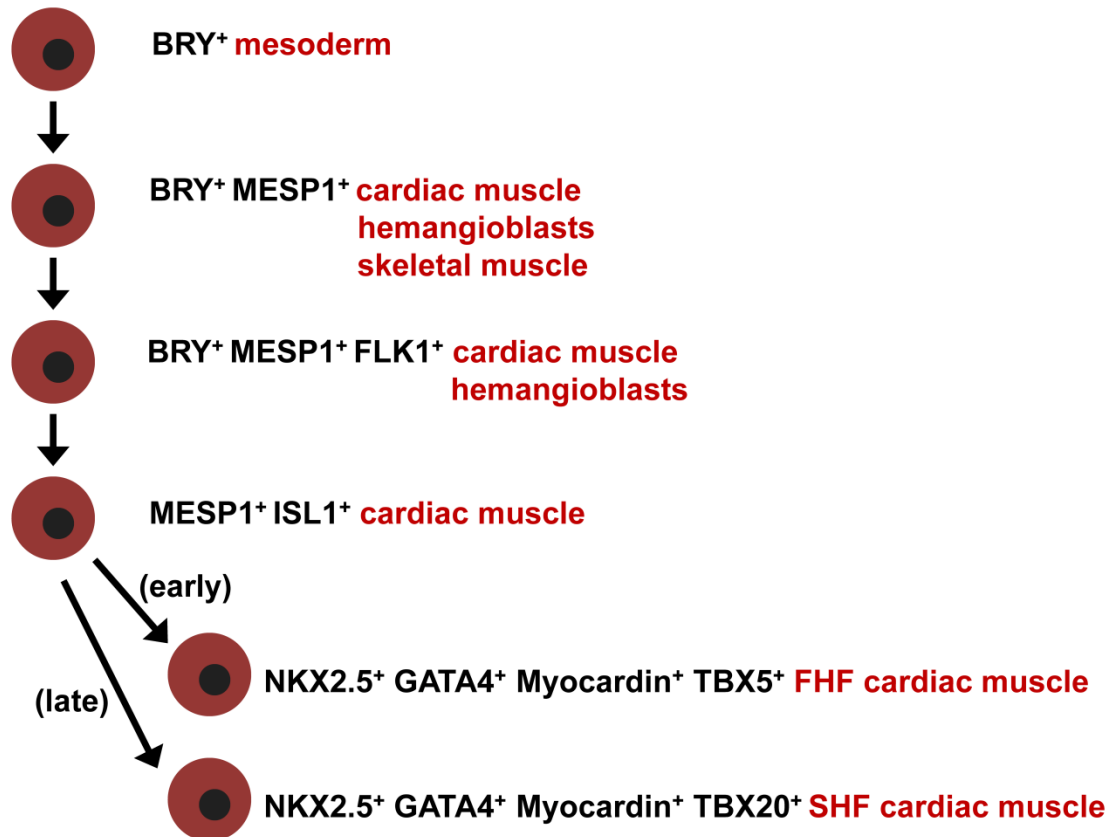 BRY⁺ mesoderm
BRY⁺ MESP1⁺ cardiac muscle
hemangioblasts
skeletal muscle
BRY⁺ MESP1⁺ FLK1⁺ cardiac muscle
hemangioblasts
MESP1⁺ ISL1⁺ cardiac muscle
(early)
NKX2.5⁺ GATA4⁺ Myocardin⁺ TBX5⁺ FHF cardiac muscle
(late)
NKX2.5⁺ GATA4⁺ Myocardin⁺ TBX20⁺ SHF cardiac muscle